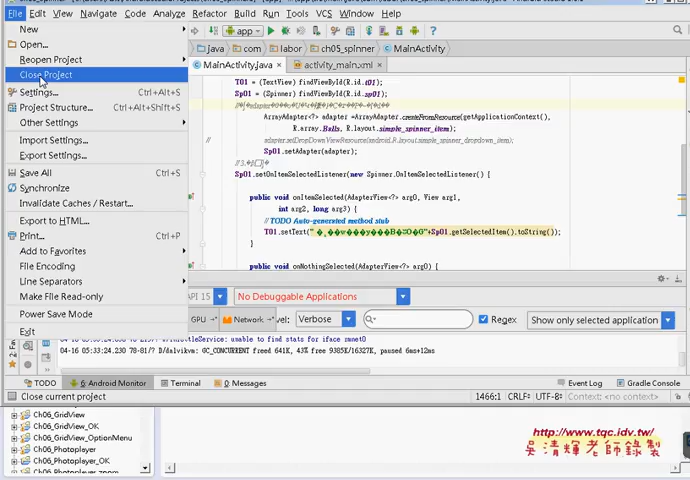 File Edit View Navigate Code Analyze Refactor Build Run Tools VCS Window Help
New
Open...
Reopen Project
Close Project
Settings... Ctrl+Alt+S
Project Structure... Ctrl+Alt+Shift+S
Other Settings
Import Settings...
Export Settings...
Save All Ctrl+S
Synchronize
Invalidate Caches / Restart...
Export to HTML...
Print... Ctrl+P
Add to Favorites
File Encoding
Line Separators
Make File Read-only
Power Save Mode
Exit
app
java com labor ch05_spinner MainActivity
MainActivity.java × activity_main.xml ×
T01 = (TextView) findViewById(R.id.t01);
Sp01 = (Spinner) findViewById(R.id.sp01);
ArrayAdapter<?> adapter =ArrayAdapter.createFromResource(getApplicationContext(),
R.array.Balls, R.layout.simple_spinner_item);
// adapter.setDropDownViewResource(android.R.layout.simple_spinner_dropdown_item);
Sp01.setAdapter(adapter);
Sp01.setOnItemSelectedListener(new Spinner.OnItemSelectedListener() {
public void onItemSelected(AdapterView<?> arg0, View arg1,
int arg2, long arg3) {
// TODO Auto-generated method stub
+Sp01.getSelectedItem().toString());
}
public void onNothingSelected(AdapterView<?> arg0) {
API 15 No Debuggable Applications
GPU Network Verbose Regex Show only selected application
04-16 05:33:24.230 78-81/? D/dalvikvm: GC_CONCURRENT freed 641K, 43% free 9385K/16327K, paused 6ms+12ms
TODO 6: Android Monitor Terminal 0: Messages Event Log Gradle Console
Close current project 1466:1 CRLF UTF-8 Context: <no context>
Ch06_GridView
Ch06_GridView_OK
Ch06_GridView_OptionMenu
Ch06_Photoplayer
Ch06_Photoplayer_OK
Ch06_Photoplayer_zoom
http://www.tqc.idv.tw/
吳清輝老師錄製